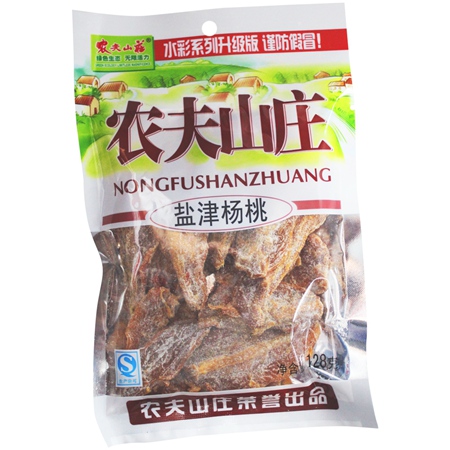 农夫山庄®
绿色生态 无限活力
水彩系列升级版 谨防假冒!
农夫山庄
NONGFUSHANZHUANG
盐津杨桃
净含 128克
农夫山庄荣誉出品